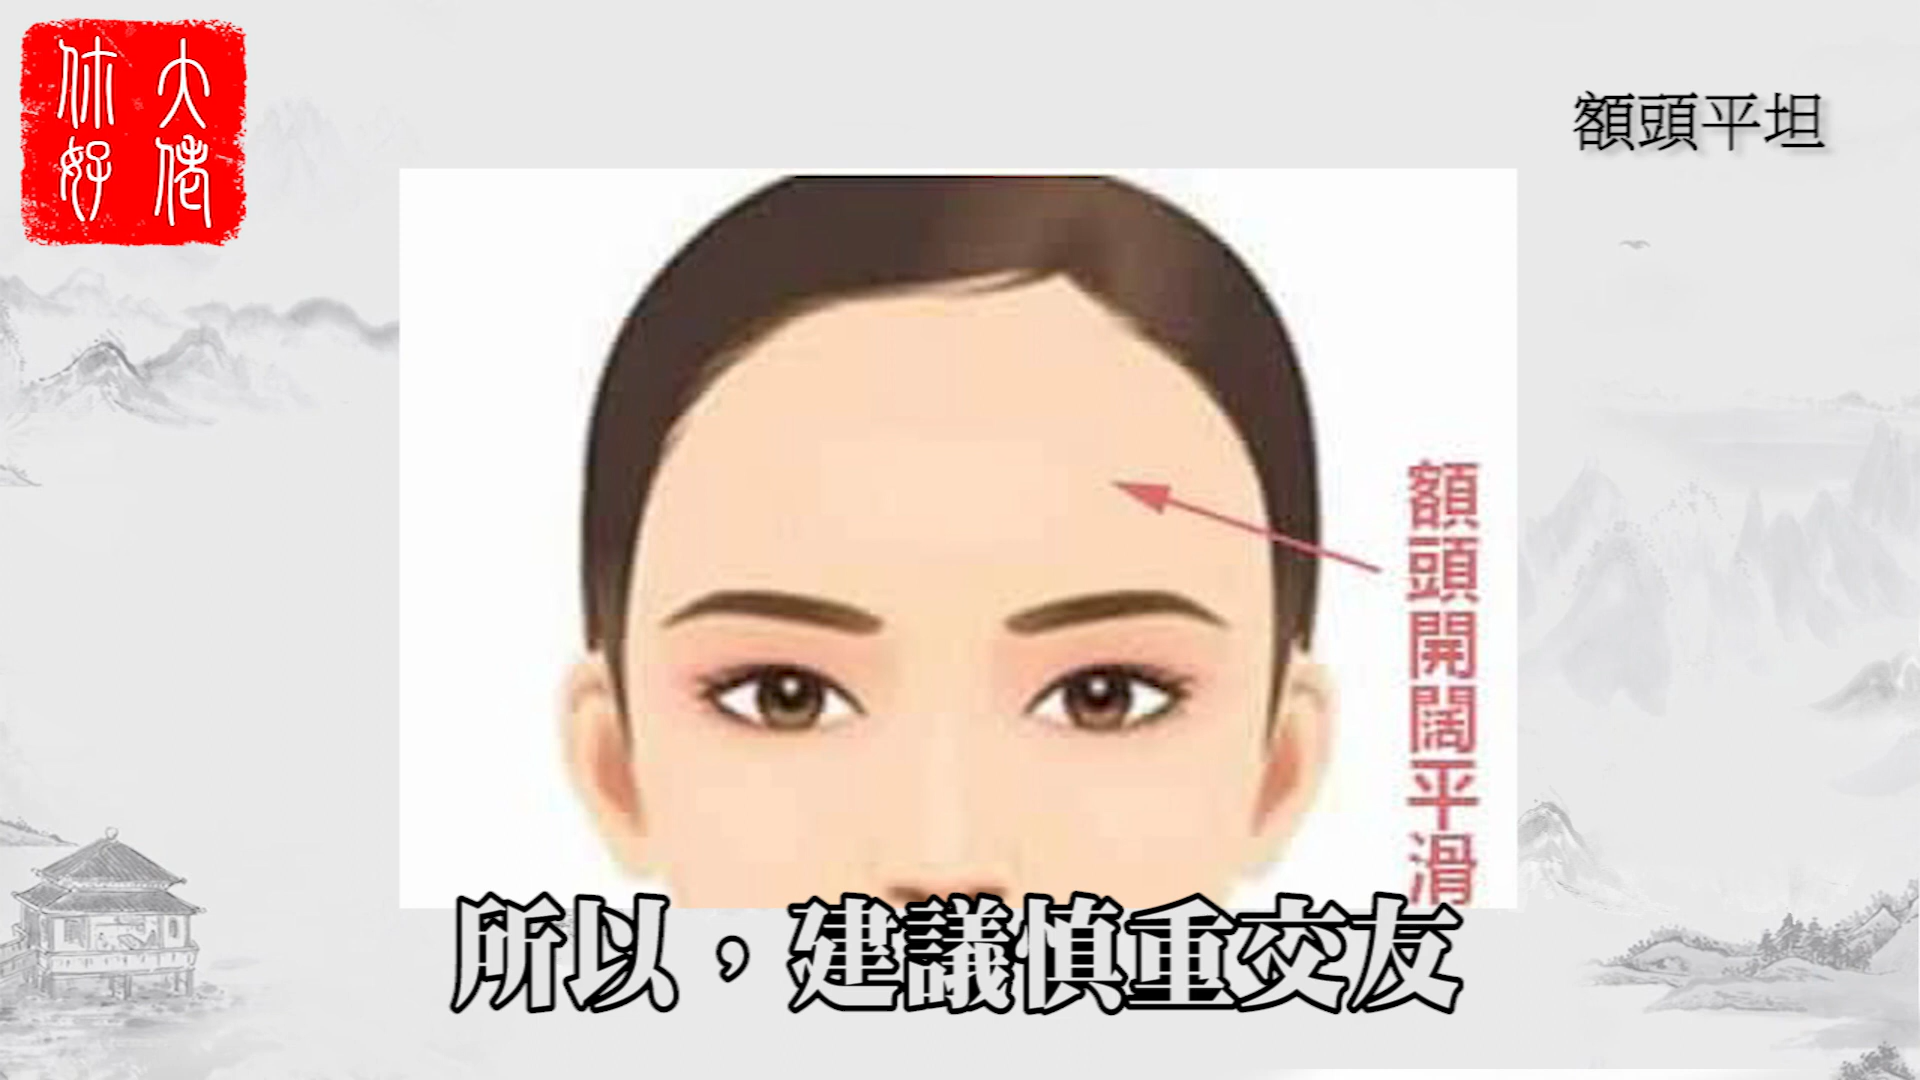 大佬
休好
額頭平坦
額頭開闊平滑
所以，建議慎重交友